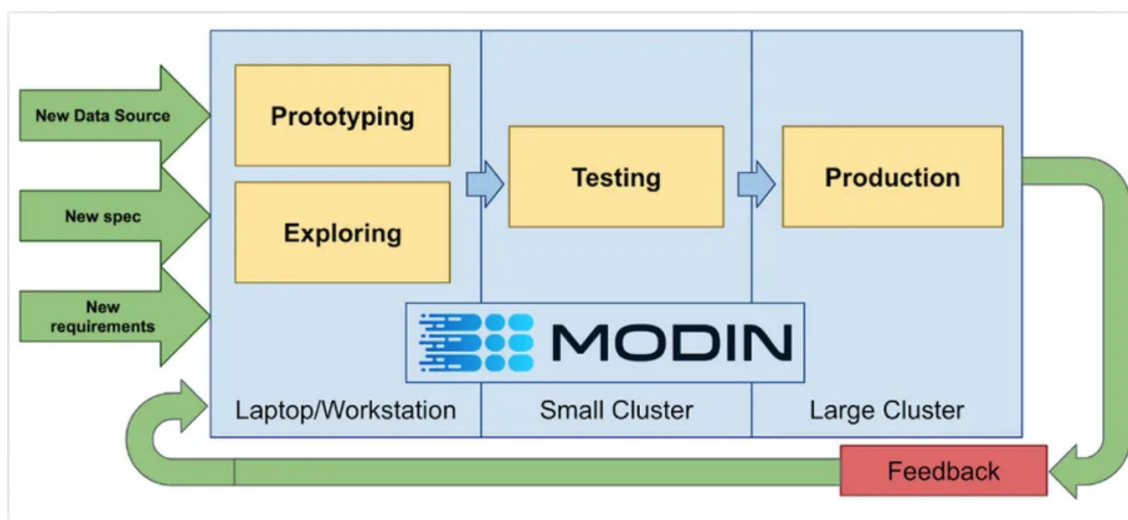 New Data Source
New spec
New
requirements
Prototyping
Exploring
Testing
Production
MODIN
Laptop/Workstation
Small Cluster
Large Cluster
Feedback